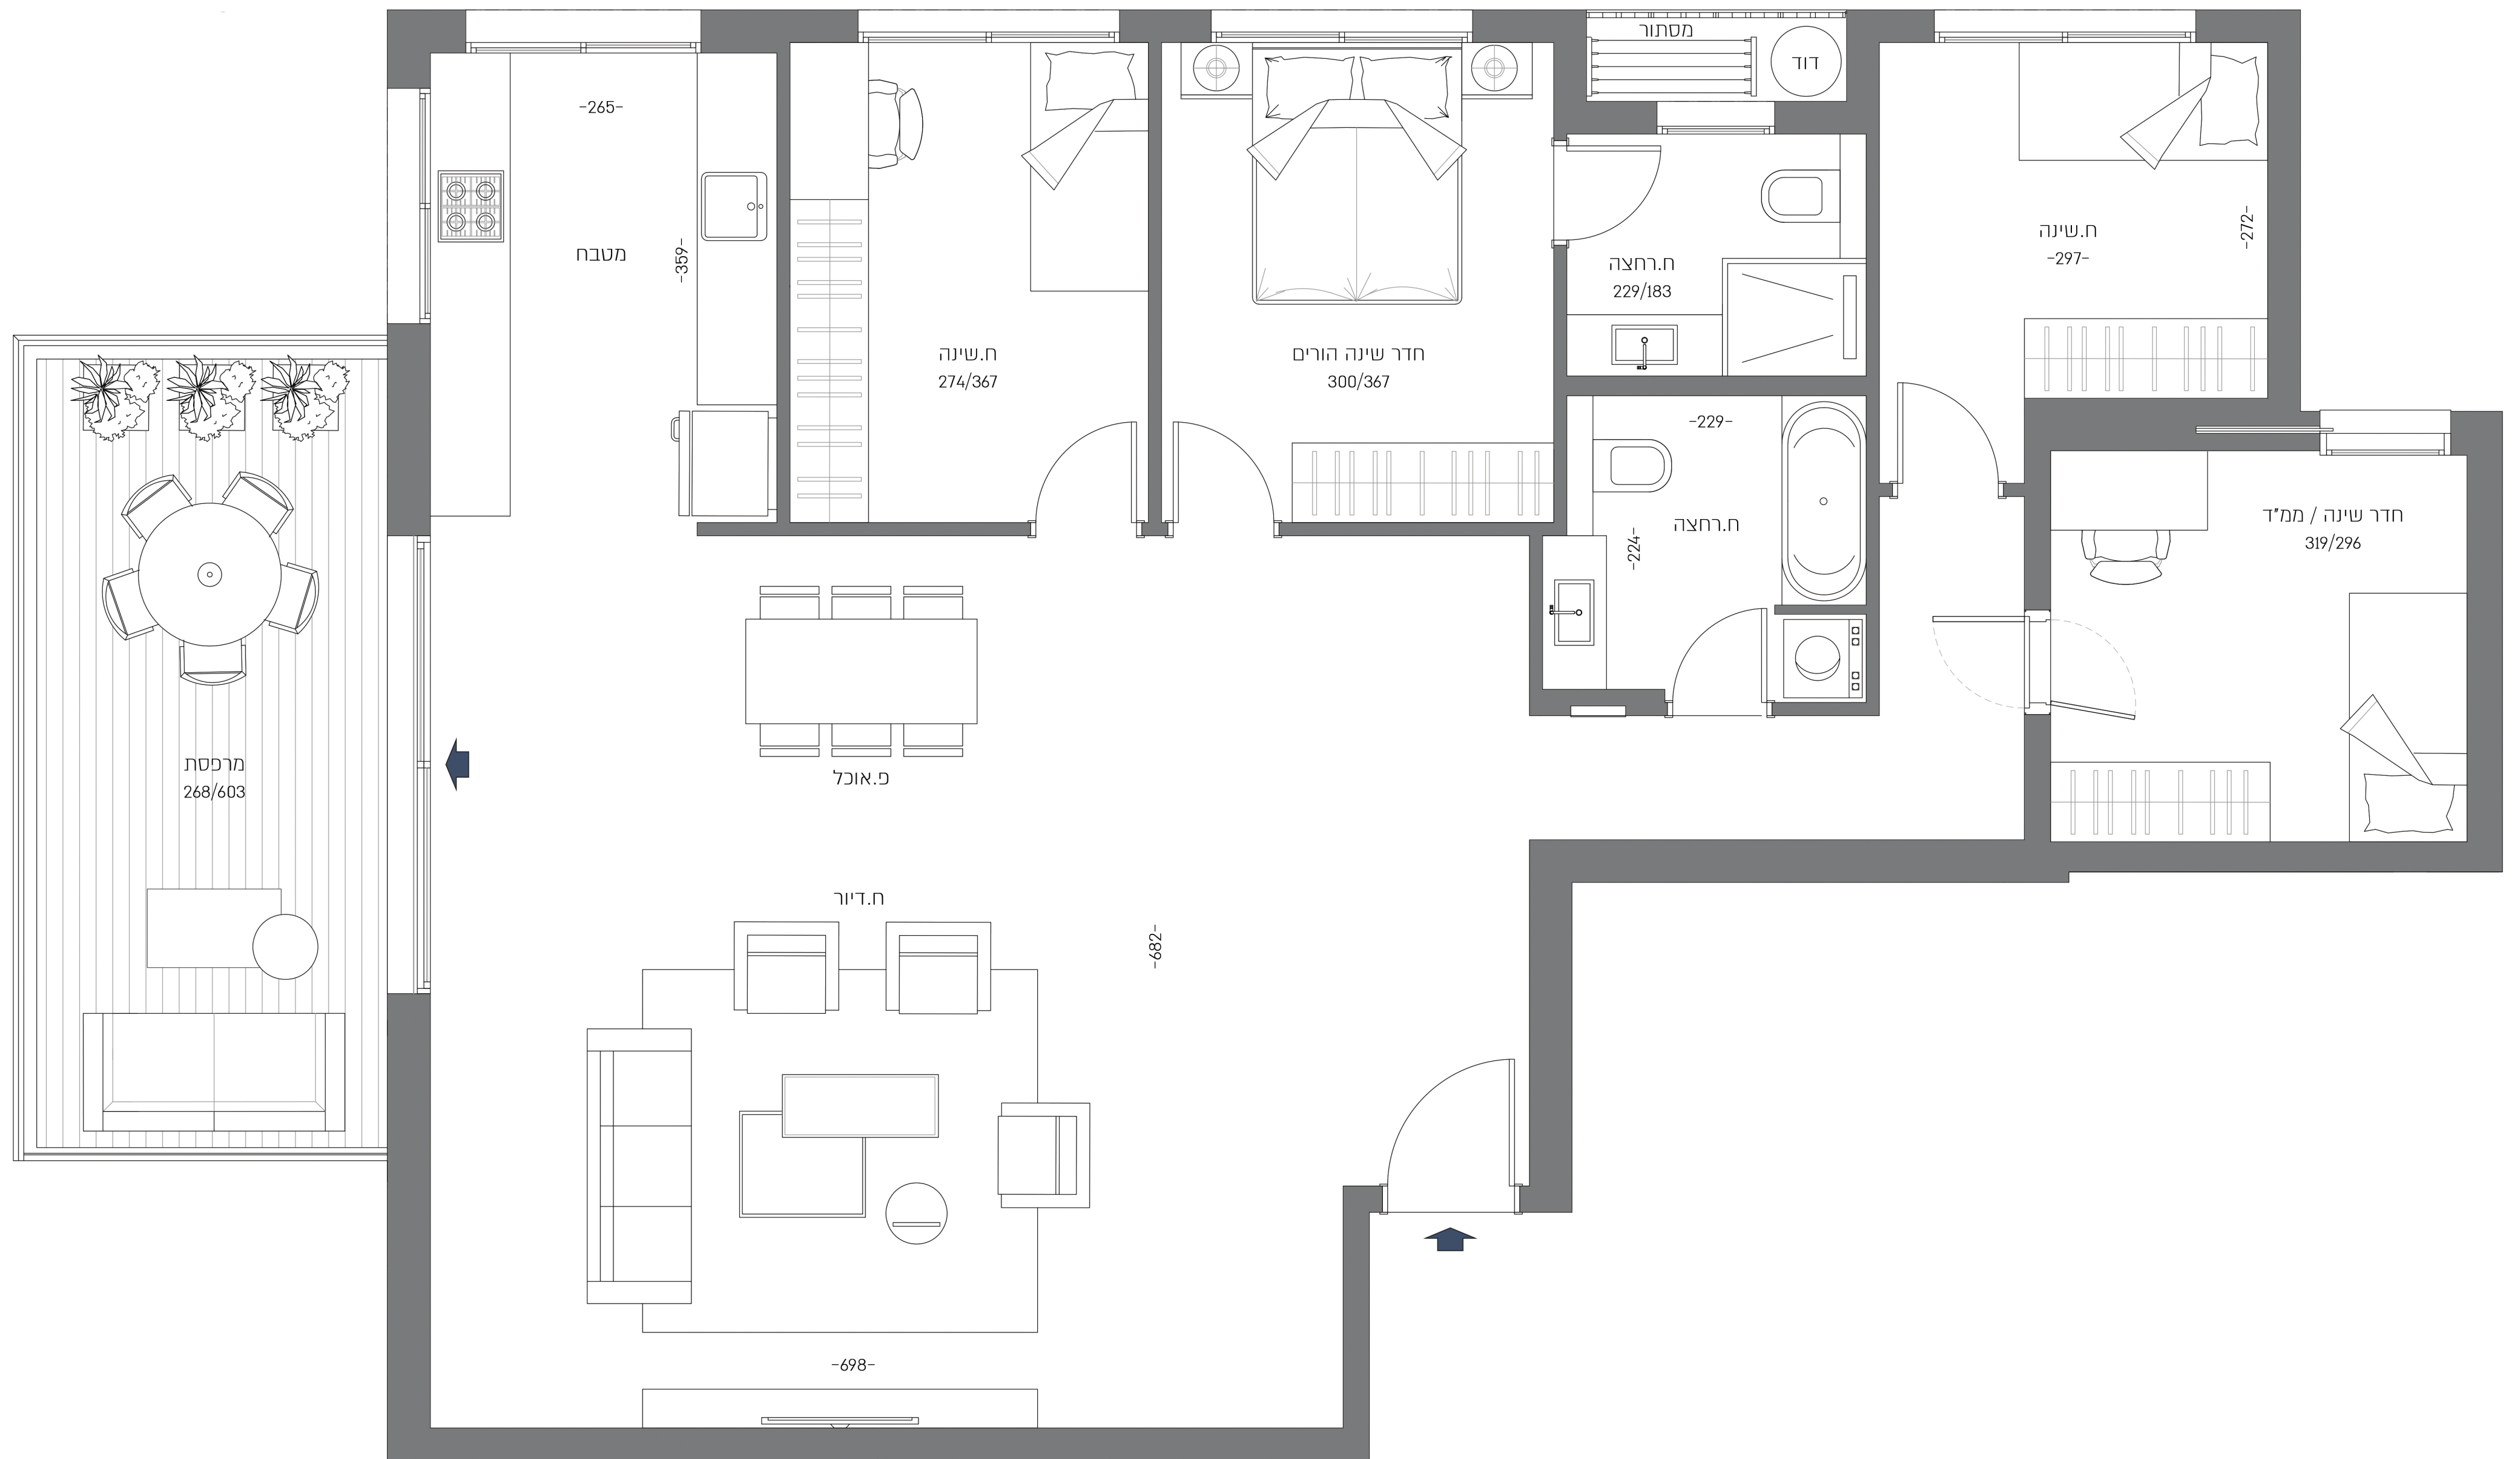 מסתור
דוד
-265-
-359-
מטבח
ח.שינה
274/367
חדר שינה הורים
300/367
ח.רחצה
229/183
ח.שינה
-297-
-272-
-229-
ח.רחצה
-224-
חדר שינה / ממ"ד
319/296
מרפסת
268/603
פ.אוכל
ח.דיור
-682-
-698-